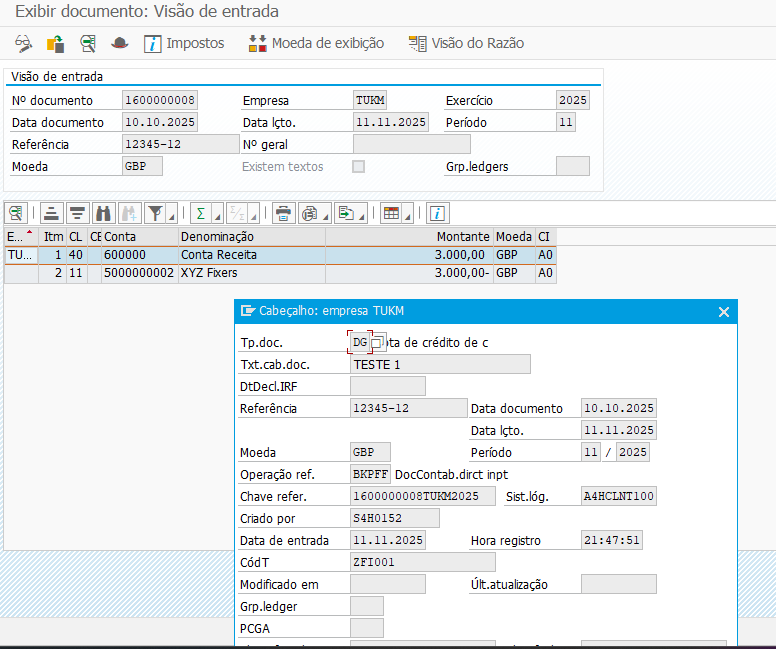 Exibir documento: Visão de entrada
Impostos Moeda de exibição Visão do Razão
Visão de entrada
Nº documento 1600000008 Empresa TUKM Exercício 2025
Data documento 10.10.2025 Data lçto. 11.11.2025 Período 11
Referência 12345-12 Nº geral
Moeda GBP Existem textos Grp.ledgers
E... Itm CL CE Conta Denominação Montante Moeda CI
TU... 1 40 600000 Conta Receita 3.000,00 GBP A0
2 11 5000000002 XYZ Fixers 3.000,00- GBP A0
Cabeçalho: empresa TUKM
Tp.doc. DG ota de crédito de c
Txt.cab.doc. TESTE 1
DtDecl.IRF
Referência 12345-12 Data documento 10.10.2025
Data lçto. 11.11.2025
Moeda GBP Período 11 / 2025
Operação ref. BKPFF DocContab.dirct inpt
Chave refer. 1600000008TUKM2025 Sist.lóg. A4HCLNT100
Criado por S4H0152
Data de entrada 11.11.2025 Hora registro 21:47:51
CódT ZFI001
Modificado em Últ.atualização
Grp.ledger
PCGA